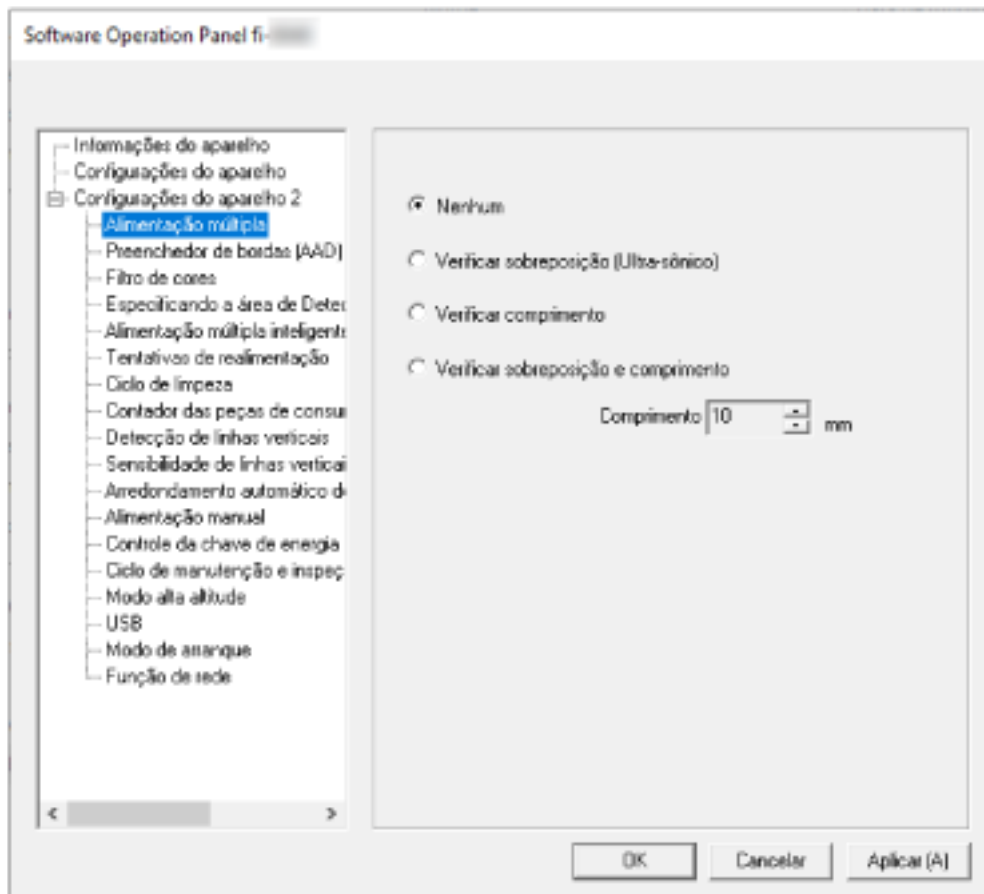 Software Operation Panel fi-
Informações do aparelho
Configurações do aparelho
Configurações do aparelho 2
Alimentação múltipla
Preenchedor de bordas (AAD)
Filtro de cores
Especificando a área de Detec
Alimentação múltipla inteligente
Tentativas de realimentação
Ciclo de limpeza
Contador das peças de consu
Detecção de linhas verticais
Sensibilidade de linhas verticai
Arredondamento automático d
Alimentação manual
Controle da chave de energia
Ciclo de manutenção e inspeç
Modo alta altitude
USB
Modo de arranque
Função de rede
Nenhum
Verificar sobreposição (Ultra-sônico)
Verificar comprimento
Verificar sobreposição e comprimento
Comprimento 10 mm
OK Cancelar Aplicar (A)